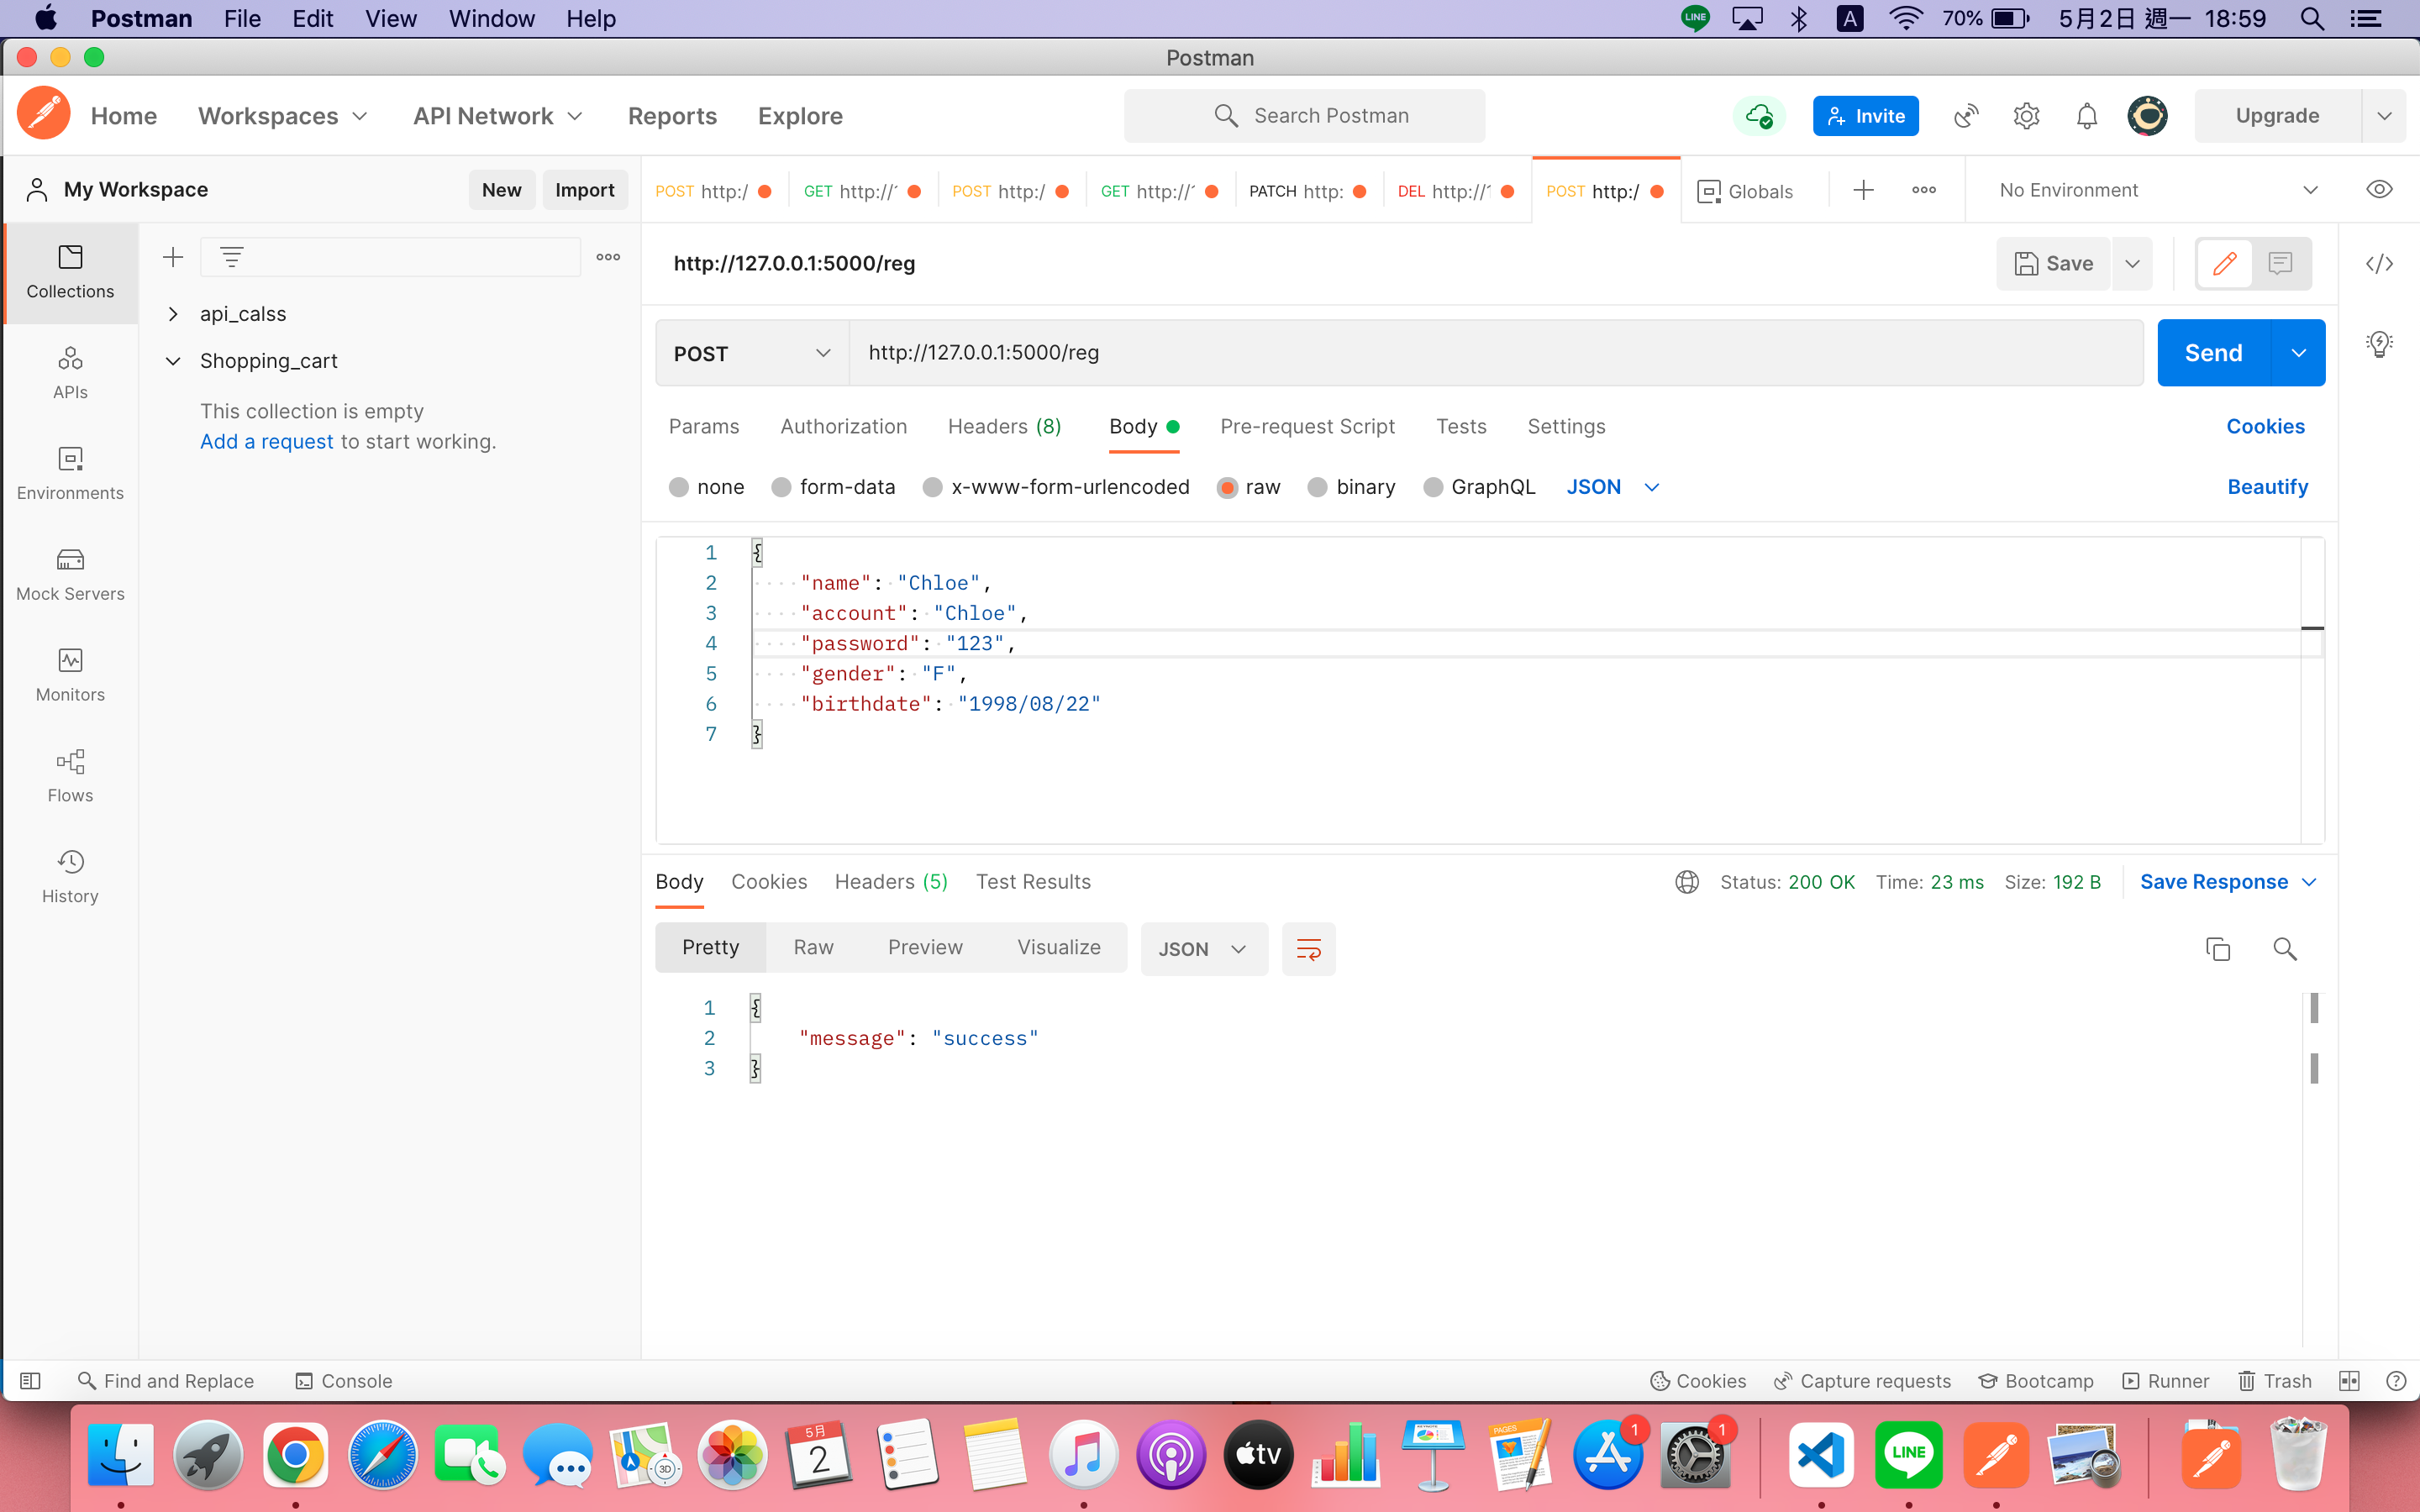 Postman File Edit View Window Help LINE A 70% 5月2日 週一 18:59
Postman
Home Workspaces API Network Reports Explore Search Postman Invite Upgrade
My Workspace New Import POST http:/ GET http:// POST http:/ GET http:// PATCH http: DEL http:// POST http:/ Globals No Environment
Collections
APIs
Environments
Mock Servers
Monitors
Flows
History
api_calss
Shopping_cart
This collection is empty
Add a request to start working.
http://127.0.0.1:5000/reg Save
POST http://127.0.0.1:5000/reg Send
Params Authorization Headers (8) Body Pre-request Script Tests Settings Cookies
none form-data x-www-form-urlencoded raw binary GraphQL JSON Beautify
1 {
2 "name": "Chloe",
3 "account": "Chloe",
4 "password": "123",
5 "gender": "F",
6 "birthdate": "1998/08/22"
7 }
Body Cookies Headers (5) Test Results Status: 200 OK Time: 23 ms Size: 192 B Save Response
Pretty Raw Preview Visualize JSON
1 {
2 "message": "success"
3 }
Find and Replace Console Cookies Capture requests Bootcamp Runner Trash
5月
2
3D
tv
PAGES
1
1
LINE